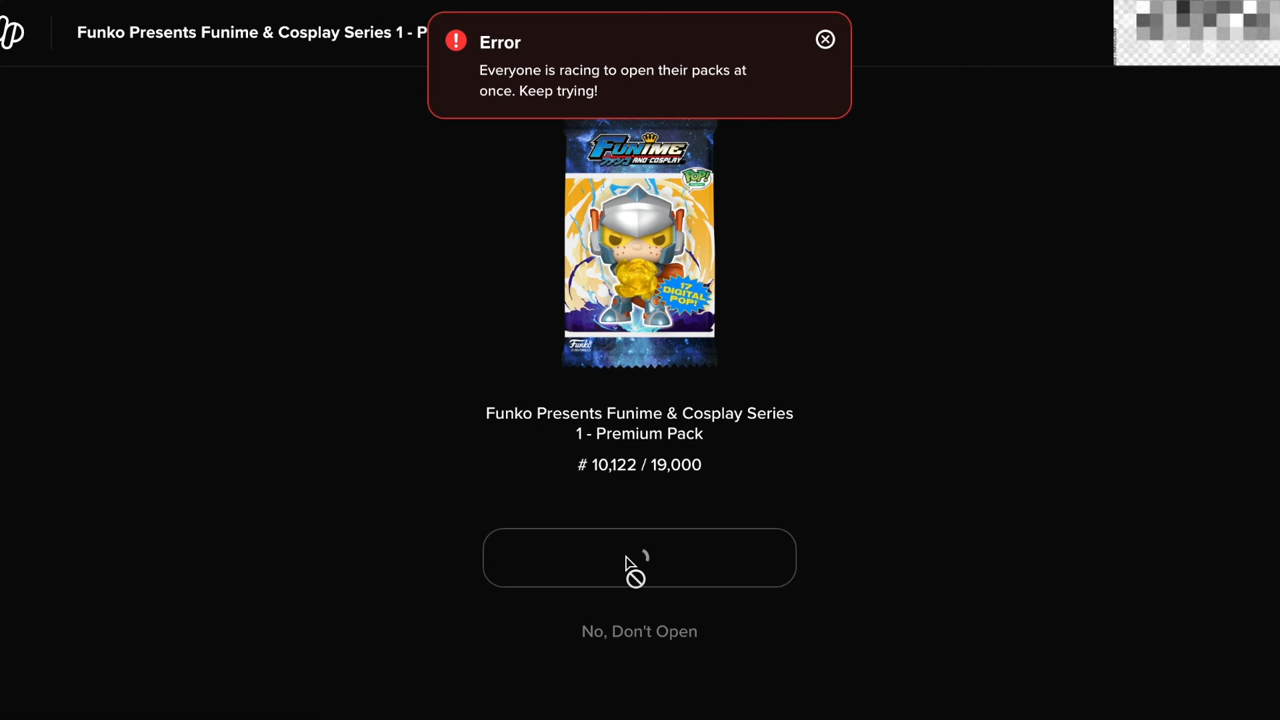 Funko Presents Funime & Cosplay Series 1 - P
Error
Everyone is racing to open their packs at
once. Keep trying!
FUNIME
AND COSPLAY
POP!
17
DIGITAL
POP!
Funko
Funko Presents Funime & Cosplay Series
1 - Premium Pack
# 10,122 / 19,000
No, Don't Open